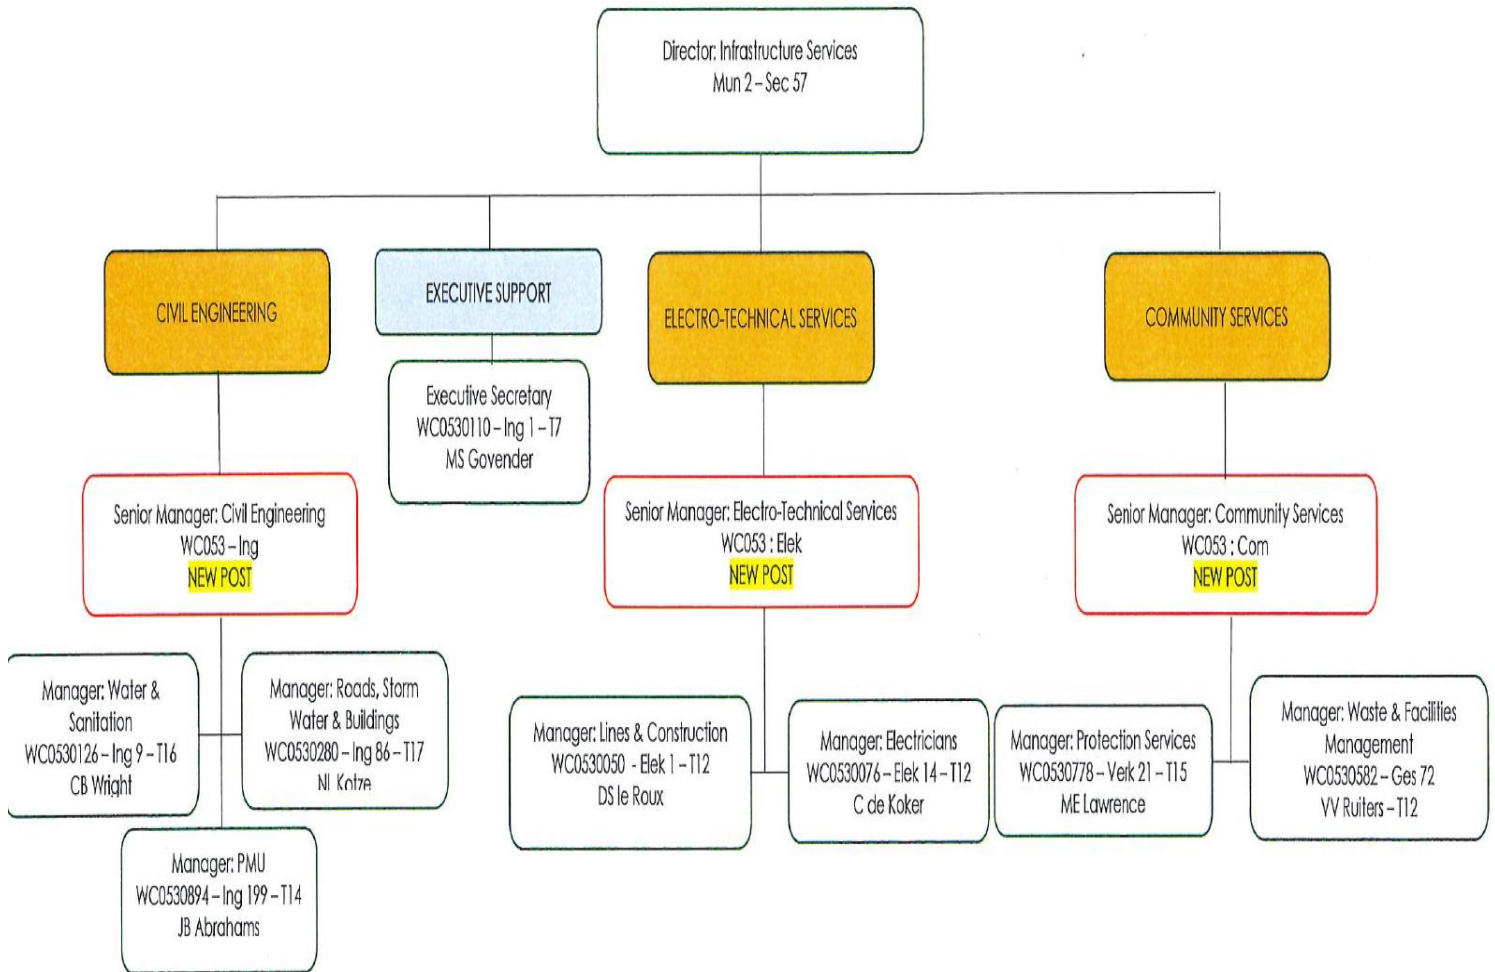 Director: Infrastructure Services
Mun 2 – Sec 57
CIVIL ENGINEERING
EXECUTIVE SUPPORT
ELECTRO-TECHNICAL SERVICES
COMMUNITY SERVICES
Executive Secretary
WC0530110 – Ing 1 – T7
MS Govender
Senior Manager: Civil Engineering
WC053 – Ing
NEW POST
Senior Manager: Electro-Technical Services
WC053 : Elek
NEW POST
Senior Manager: Community Services
WC053 : Com
NEW POST
Manager: Water &
Sanitation
WC0530126 – Ing 9 – T16
CB Wright
Manager: Roads, Storm
Water & Buildings
WC0530280 – Ing 86 – T17
NL Kotze
Manager: PMU
WC0530894 – Ing 199 – T14
JB Abrahams
Manager: Lines & Construction
WC0530050 - Elek 1 – T12
DS le Roux
Manager: Electricians
WC0530076 – Elek 14 – T12
C de Koker
Manager: Protection Services
WC0530778 – Verk 21 – T15
ME Lawrence
Manager: Waste & Facilities
Management
WC0530582 – Ges 72
VV Ruiters – T12